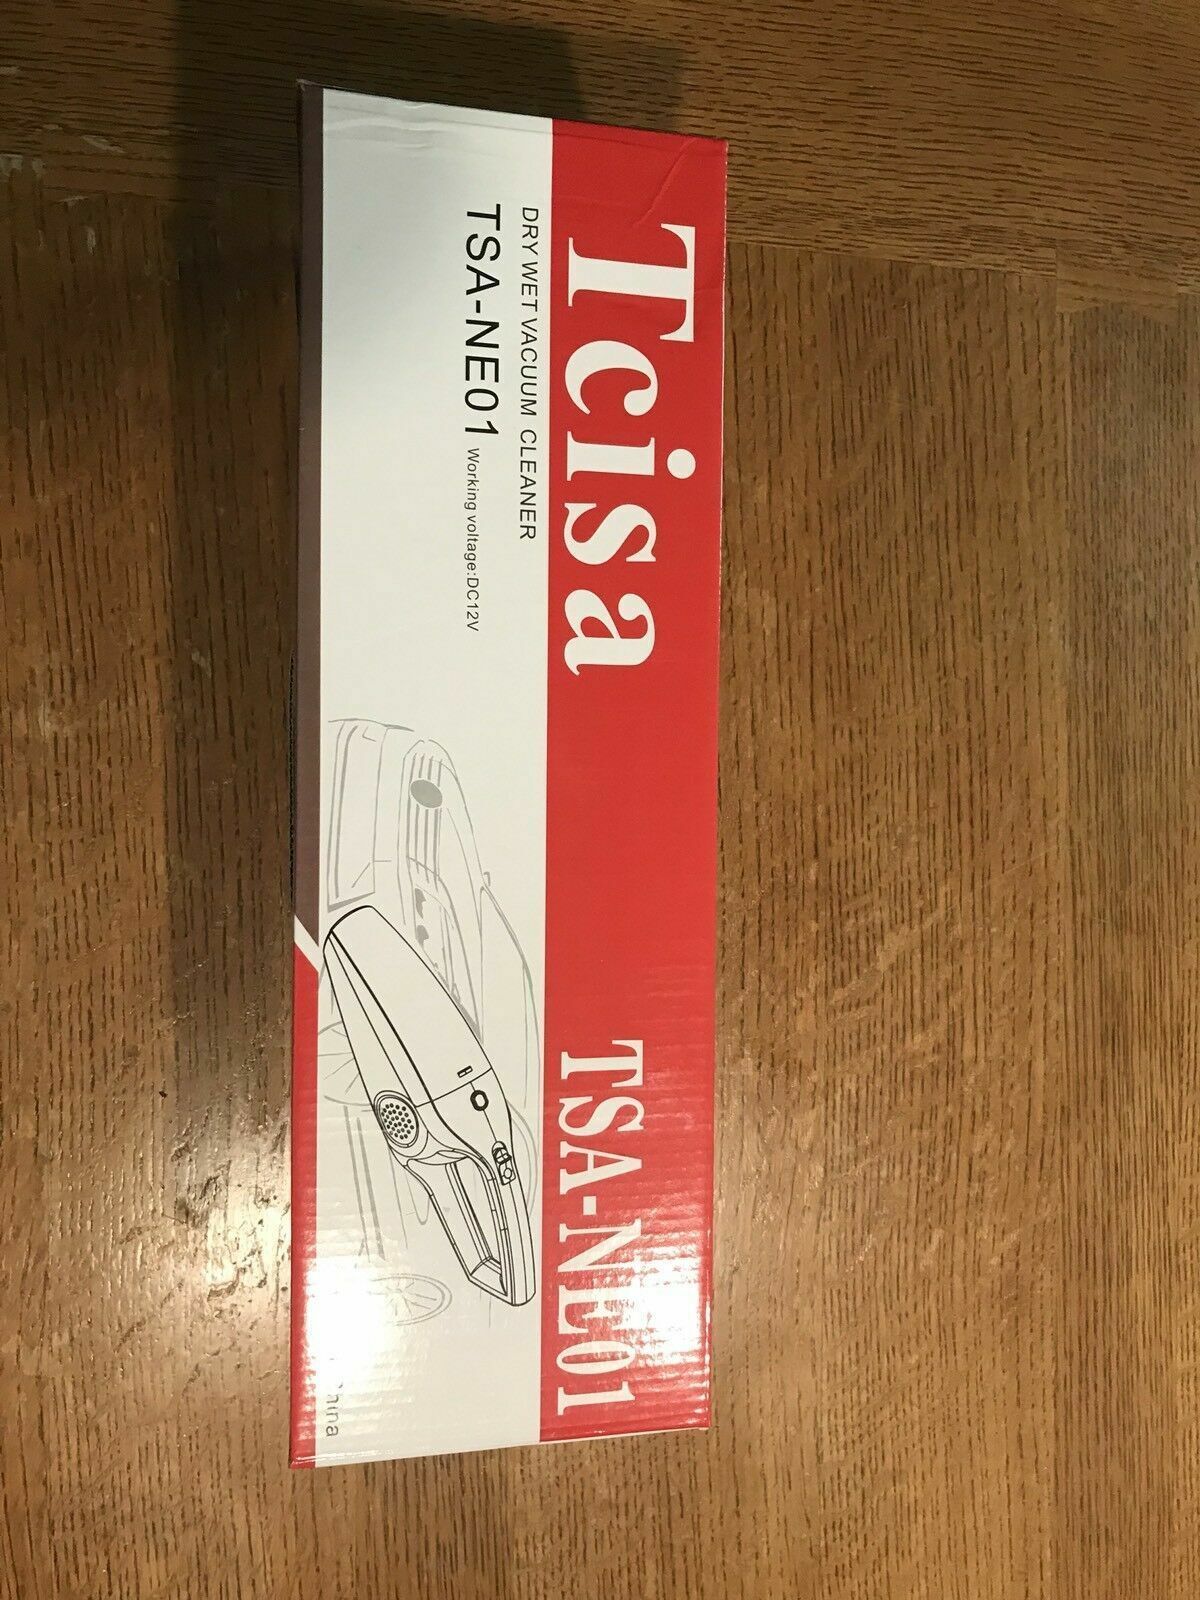 Tcisa
TSA-NE01
DRY WET VACUUM CLEANER
TSA-NE01 Working voltage:DC12V